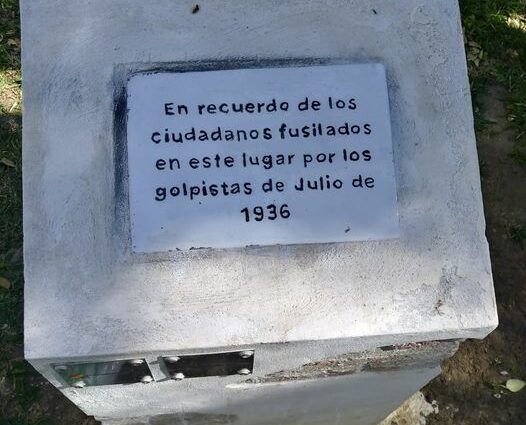 En recuerdo de los
ciudadanos fusilados
en este lugar por los
golpistas de Julio de
1936